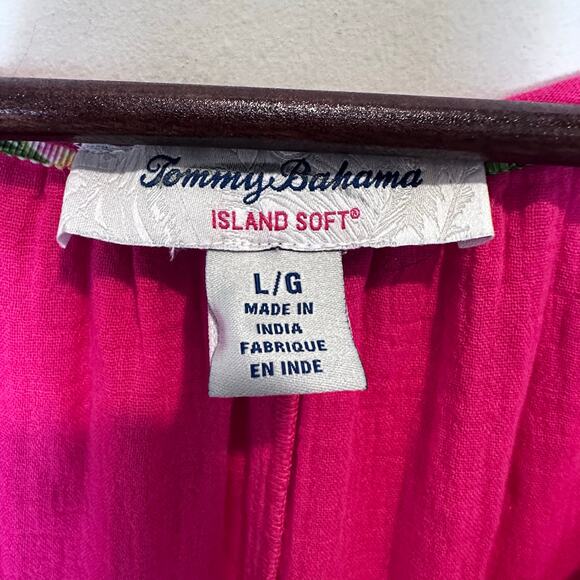 Tommy Bahama
ISLAND SOFT®
L/G
MADE IN
INDIA
FABRIQUE
EN INDE